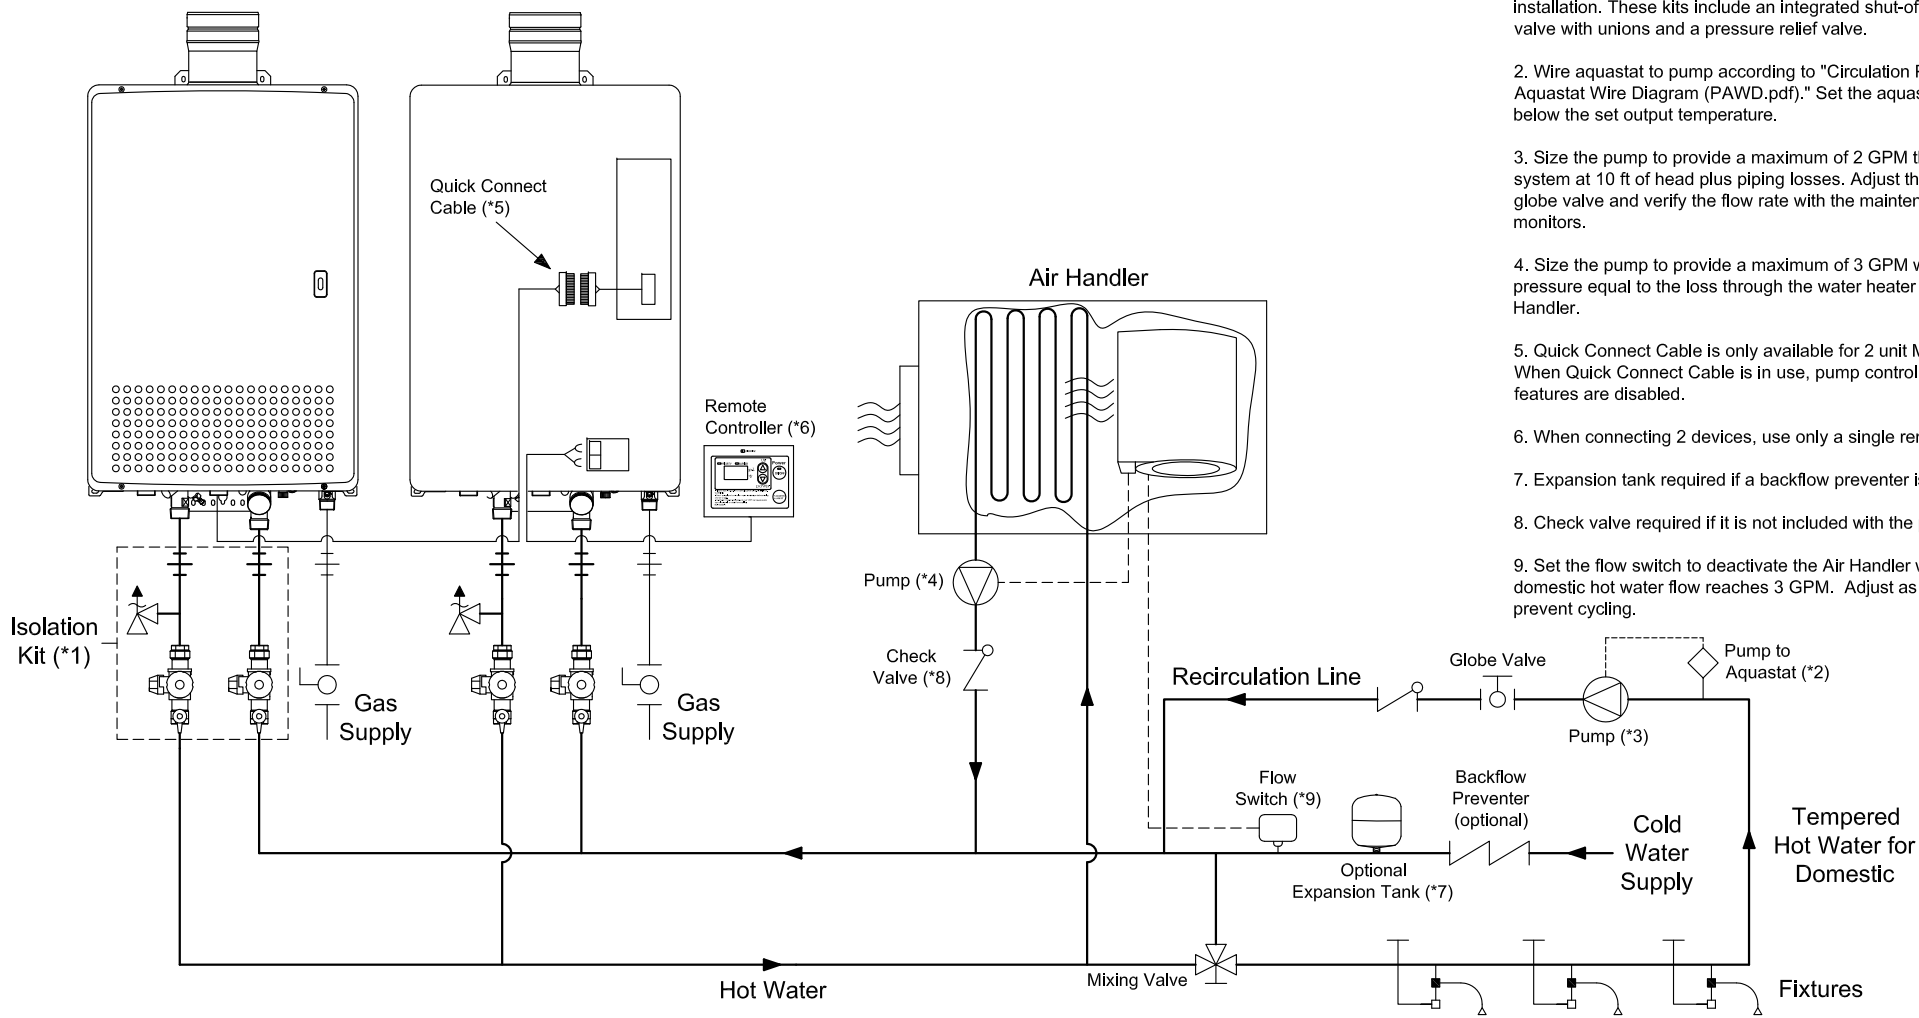 installation. These kits include an integrated shut-of
valve with unions and a pressure relief valve.
2. Wire aquastat to pump according to "Circulation
Aquastat Wire Diagram (PAWD.pdf)." Set the aquas
below the set output temperature.
3. Size the pump to provide a maximum of 2 GPM t
system at 10 ft of head plus piping losses. Adjust th
globe valve and verify the flow rate with the mainten
monitors.
4. Size the pump to provide a maximum of 3 GPM w
pressure equal to the loss through the water heater
Handler.
5. Quick Connect Cable is only available for 2 unit M
When Quick Connect Cable is in use, pump control
features are disabled.
6. When connecting 2 devices, use only a single re
7. Expansion tank required if a backflow preventer is
8. Check valve required if it is not included with the
9. Set the flow switch to deactivate the Air Handler w
domestic hot water flow reaches 3 GPM. Adjust as
prevent cycling.
Quick Connect
Cable (*5)
Air Handler
Remote
Controller (*6)
Power
Pump (*4)
Isolation
Kit (*1)
Gas
Supply
Gas
Supply
Check
Valve (*8)
Recirculation Line
Globe Valve
Pump to
Aquastat (*2)
Pump (*3)
Flow
Switch (*9)
Backflow
Preventer
(optional)
Optional
Expansion Tank (*7)
Cold
Water
Supply
Tempered
Hot Water for
Domestic
Hot Water
Mixing Valve
Fixtures